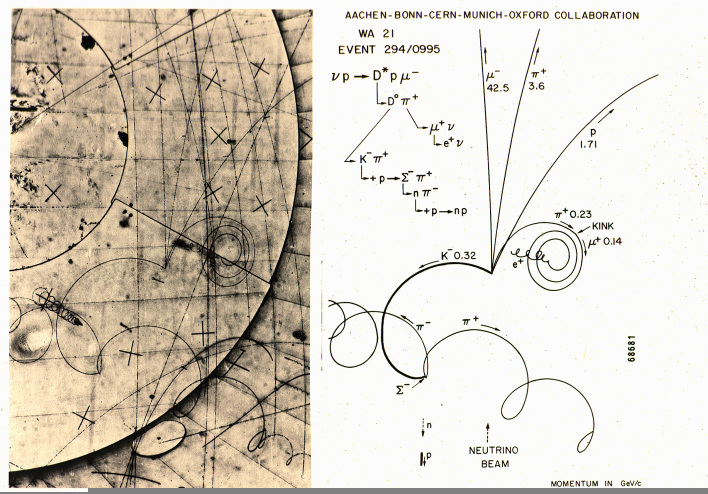 AACHEN-BONN-CERN-MUNICH-OXFORD COLLABORATION
WA 21
EVENT 294/0995
νp → D*pμ⁻
D⁰π⁺
μ⁺ν
e⁺ν
K⁻π⁺
+p → Σ⁻π⁺
nπ⁻
+p → np
μ⁻
42.5
π⁺
3.6
p
1.71
π⁺0.23
KINK
μ⁺0.14
e⁺
K⁻0.32
π⁻
π⁺
Σ⁻
n
p
NEUTRINO
BEAM
68681
MOMENTUM IN GeV/c